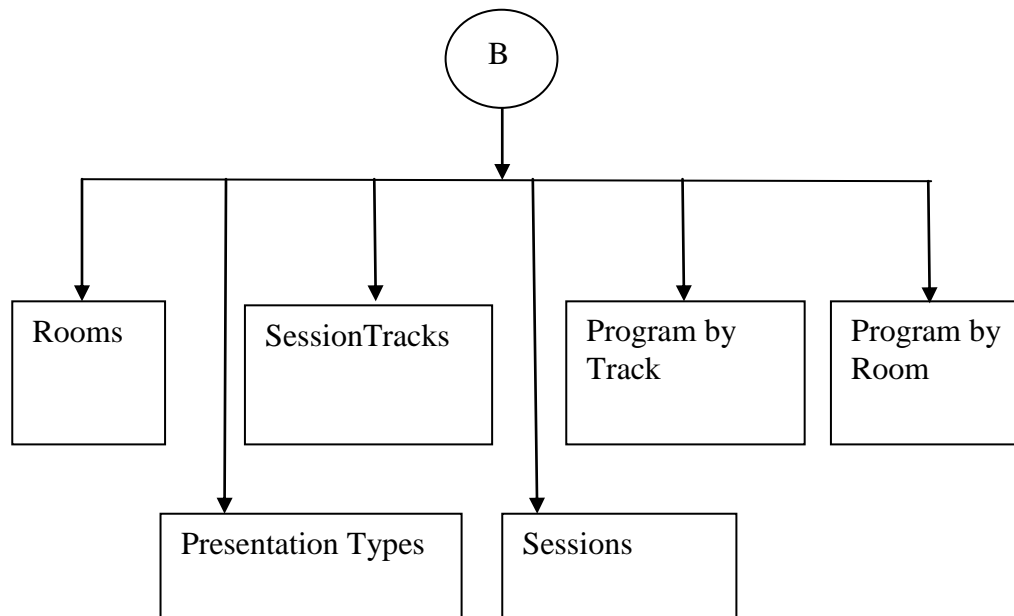 B
Rooms
SessionTracks
Program by
Track
Program by
Room
Presentation Types
Sessions